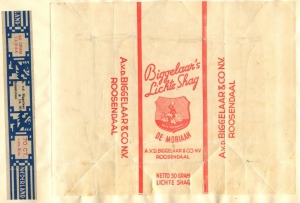 A.v.d. BIGGELAAR & CO N.V.
ROOSENDAAL
Biggelaar's
Lichte Shag
DE MORIAAN
A.V.D. BIGGELAAR & CO N.V.
ROOSENDAAL
NETTO 50 GRAM
LICHTE SHAG
A.v.d. BIGGELAAR & CO N.V.
ROOSENDAAL
NEDERLAND